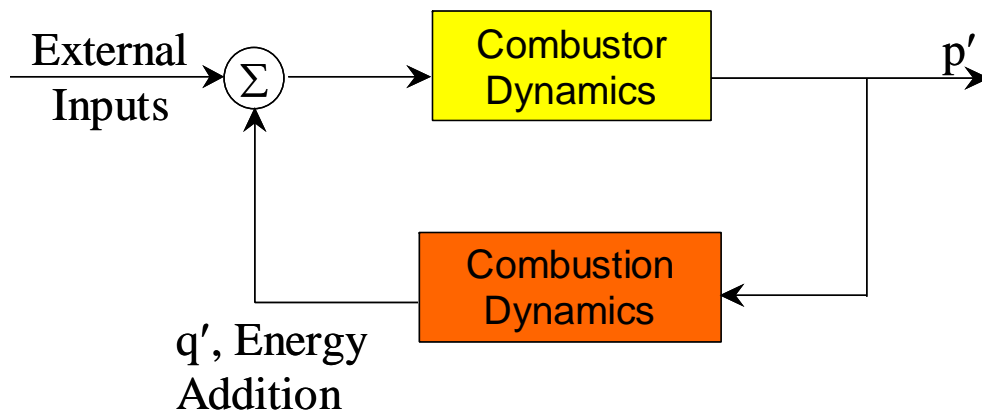 External
Inputs
Σ
Combustor
Dynamics
p′
Combustion
Dynamics
q′, Energy
Addition